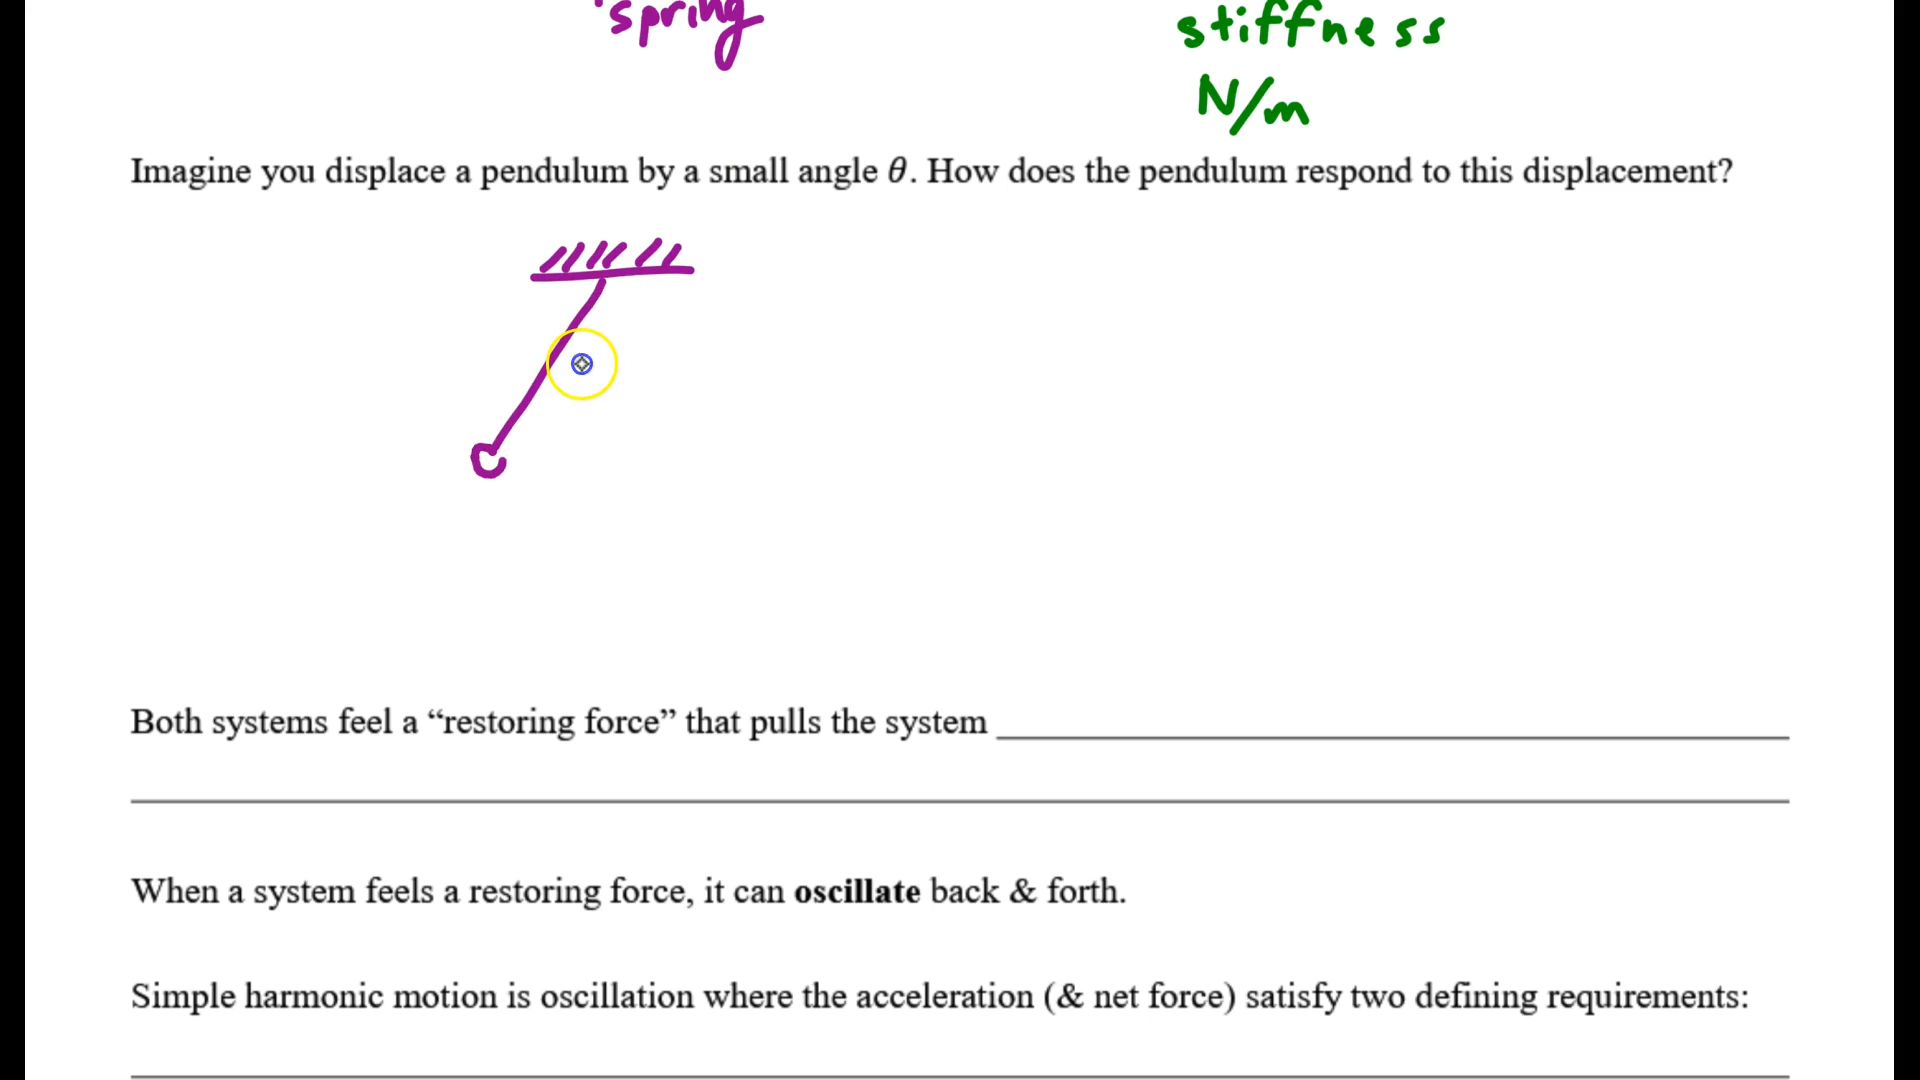 spring
stiffness
N/m
Imagine you displace a pendulum by a small angle θ. How does the pendulum respond to this displacement?
Both systems feel a “restoring force” that pulls the system
When a system feels a restoring force, it can oscillate back & forth.
Simple harmonic motion is oscillation where the acceleration (& net force) satisfy two defining requirements: